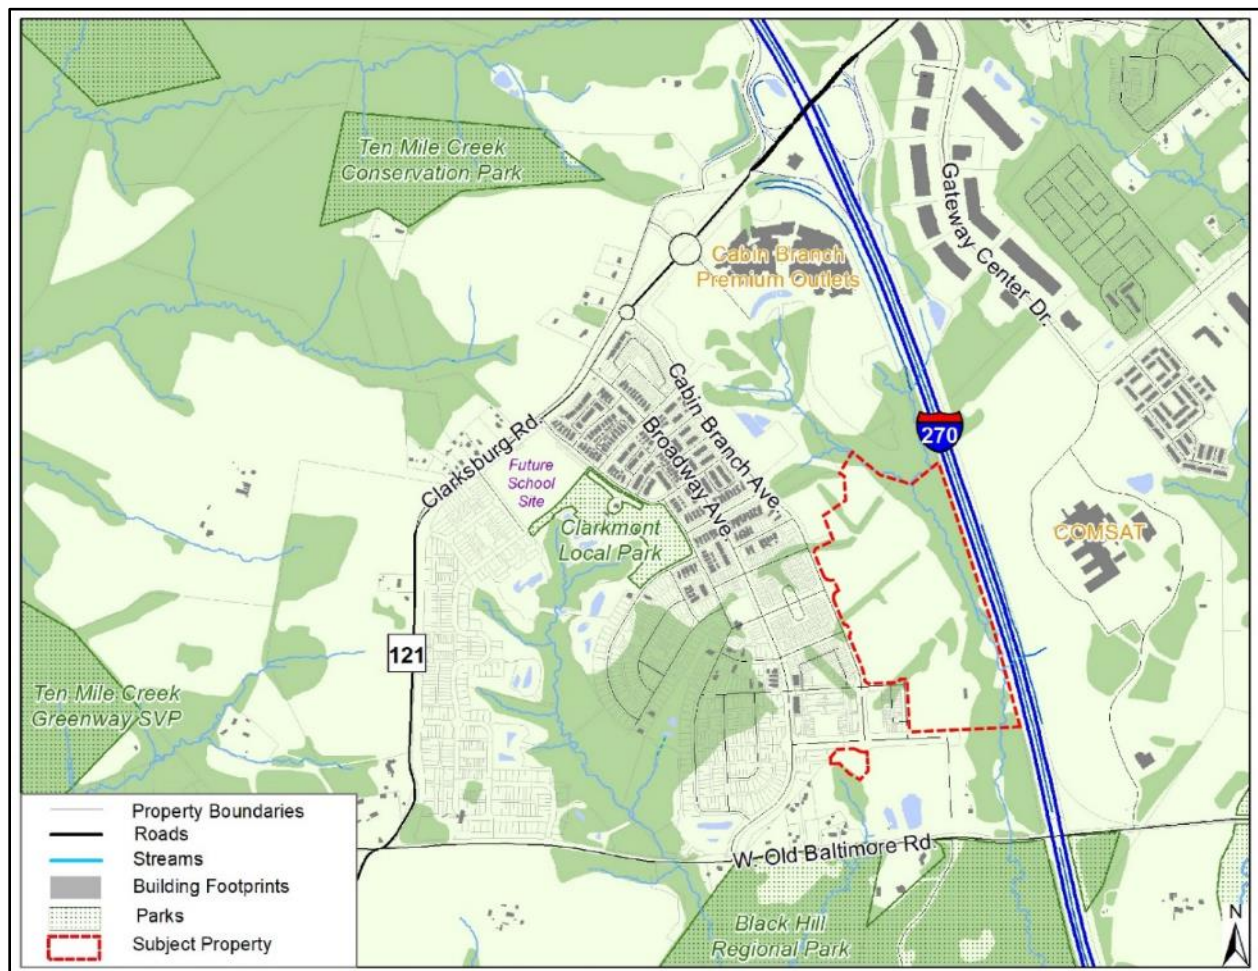 Ten Mile Creek
Conservation Park
Gateway Center Dr.
Cabin Branch
Premium Outlets
Cabin Branch Ave.
Broadway Ave.
Clarksburg Rd.
270
Future
School
Site
Clarkmont
Local Park
COMSAT
121
Ten Mile Creek
Greenway SVP
W. Old Baltimore Rd.
Black Hill
Regional Park
N
Property Boundaries
Roads
Streams
Building Footprints
Parks
Subject Property